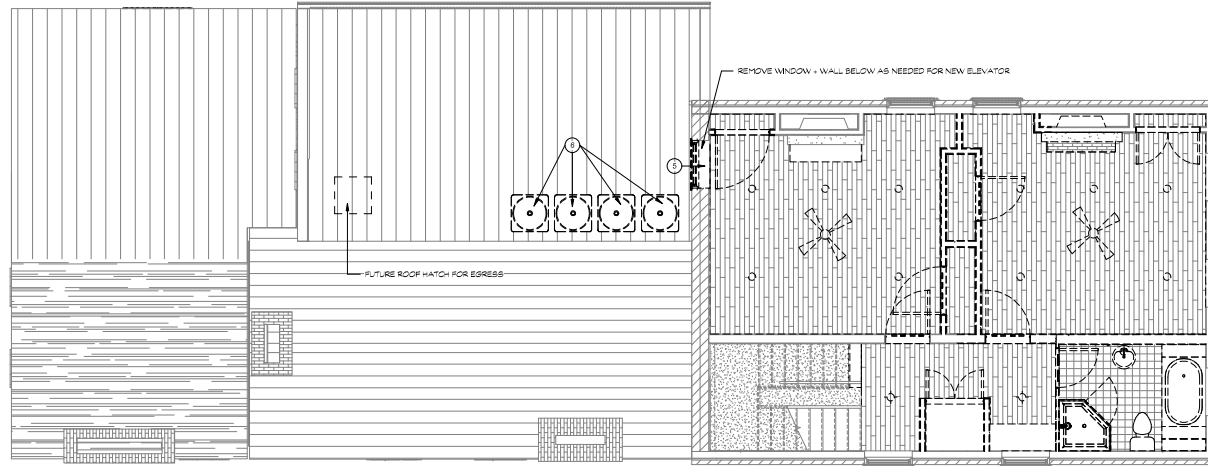 REMOVE WINDOW + WALL BELOW AS NEEDED FOR NEW ELEVATOR
6
5
FUTURE ROOF HATCH FOR EGRESS